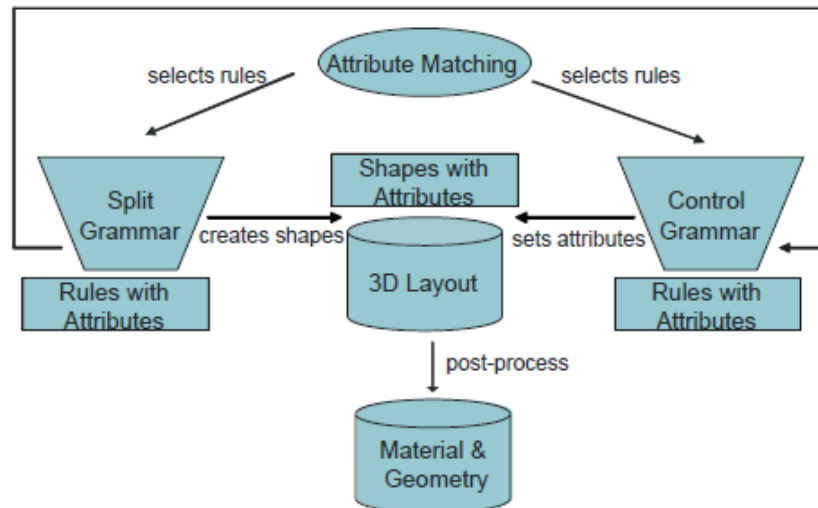 Attribute Matching
selects rules
selects rules
Split
Grammar
Shapes with
Attributes
Control
Grammar
creates shapes
sets attributes
Rules with
Attributes
3D Layout
Rules with
Attributes
post-process
Material &
Geometry